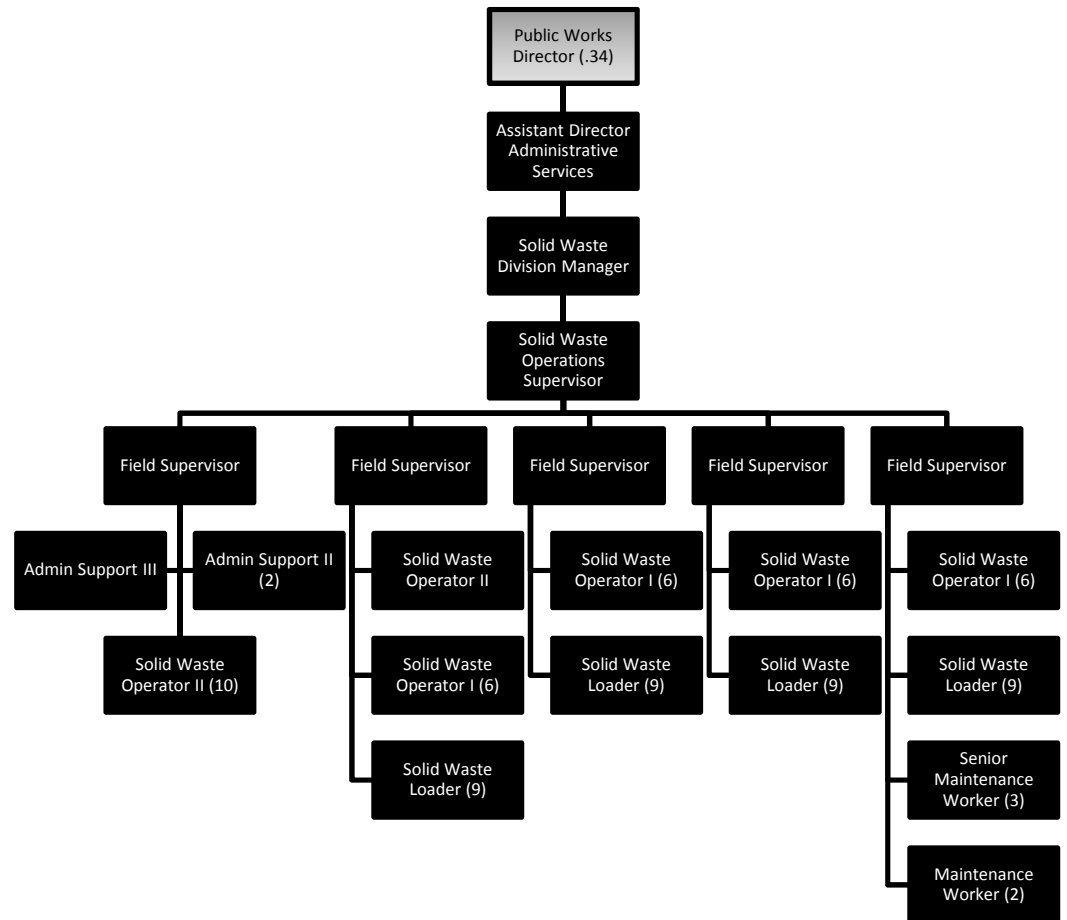 Public Works
Director (.34)
Assistant Director
Administrative
Services
Solid Waste
Division Manager
Solid Waste
Operations
Supervisor
Field Supervisor
Field Supervisor
Field Supervisor
Field Supervisor
Field Supervisor
Admin Support III
Admin Support II
(2)
Solid Waste
Operator II (10)
Solid Waste
Operator II
Solid Waste
Operator I (6)
Solid Waste
Loader (9)
Solid Waste
Operator I (6)
Solid Waste
Loader (9)
Solid Waste
Operator I (6)
Solid Waste
Loader (9)
Solid Waste
Operator I (6)
Solid Waste
Loader (9)
Senior
Maintenance
Worker (3)
Maintenance
Worker (2)